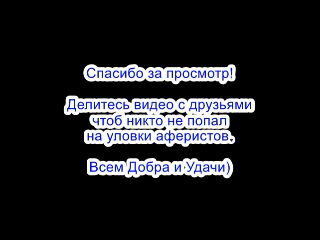 Спасибо за просмотр!
Делитесь видео с друзьями
чтоб никто не попал
на уловки аферистов.
Всем Добра и Удачи)